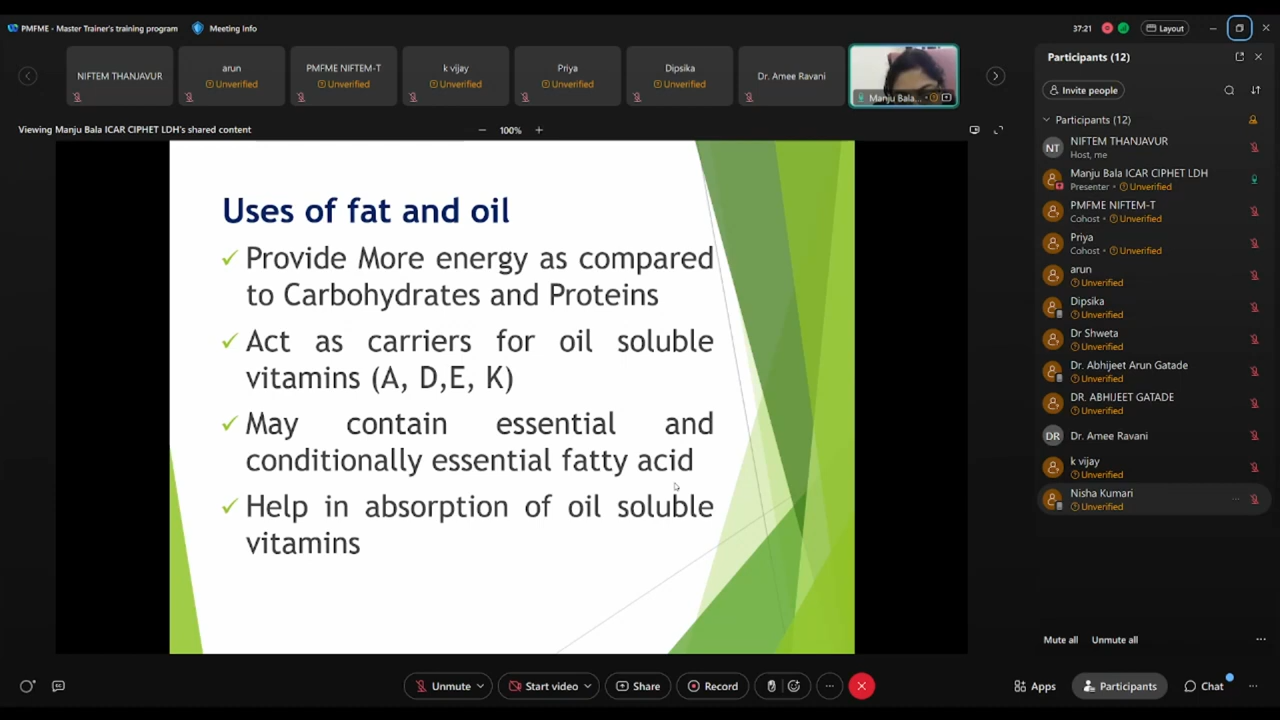 PMFME - Master Trainer's training program
Meeting Info
37:21
Layout
NIFTEM THANJAVUR
arun
Unverified
PMFME NIFTEM-T
Unverified
k vijay
Unverified
Priya
Unverified
Dipsika
Unverified
Dr. Amee Ravani
Manju Bala...
Viewing Manju Bala ICAR CIPHET LDH's shared content
100%
Uses of fat and oil
Provide More energy as compared
to Carbohydrates and Proteins
Act as carriers for oil soluble
vitamins (A, D,E, K)
May contain essential and
conditionally essential fatty acid
Help in absorption of oil soluble
vitamins
Participants (12)
Invite people
Participants (12)
NT
NIFTEM THANJAVUR
Host, me
Manju Bala ICAR CIPHET LDH
Presenter • Unverified
PMFME NIFTEM-T
Cohost • Unverified
Priya
Cohost • Unverified
arun
Unverified
Dipsika
Unverified
Dr Shweta
Unverified
Dr. Abhijeet Arun Gatade
Unverified
DR. ABHIJEET GATADE
Unverified
DR
Dr. Amee Ravani
k vijay
Unverified
Nisha Kumari
Unverified
Mute all
Unmute all
Unmute
Start video
Share
Record
Apps
Participants
Chat